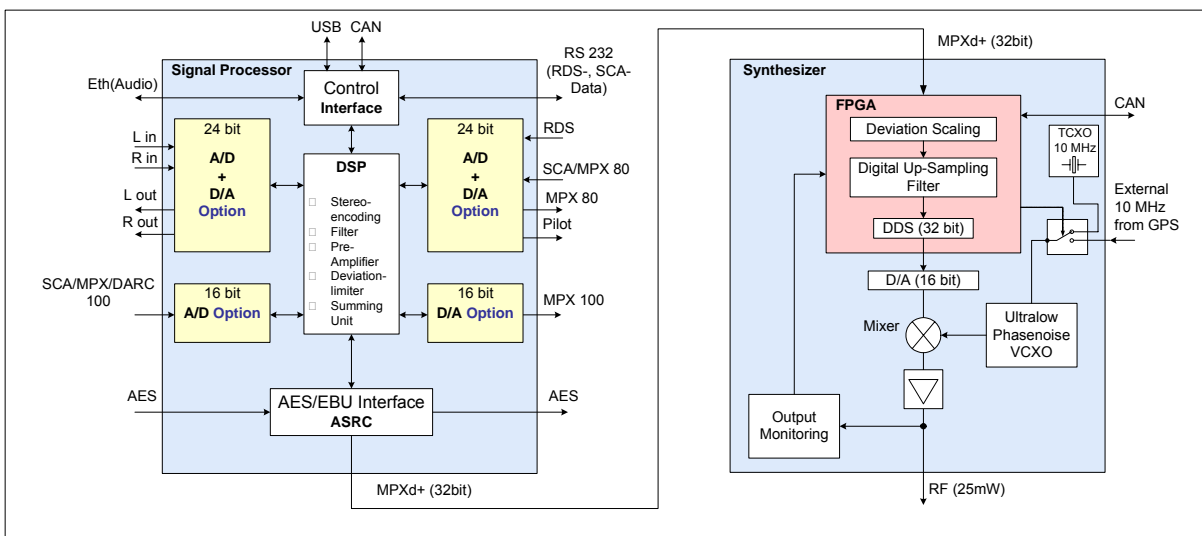 USB CAN
Signal Processor
Eth(Audio)
Control
Interface
RS 232
(RDS-, SCA-
Data)
L in
R in
L out
R out
24 bit
A/D
+
D/A
Option
DSP
Stereo-
encoding
Filter
Pre-
Amplifier
Deviation-
limiter
Summing
Unit
24 bit
A/D
+
D/A
Option
RDS
SCA/MPX 80
MPX 80
Pilot
SCA/MPX/DARC
100
16 bit
A/D Option
16 bit
D/A Option
MPX 100
AES
AES/EBU Interface
ASRC
AES
MPXd+ (32bit)
MPXd+ (32bit)
Synthesizer
FPGA
Deviation Scaling
Digital Up-Sampling
Filter
DDS (32 bit)
CAN
TCXO
10 MHz
External
10 MHz
from GPS
D/A (16 bit)
Mixer
Ultralow
Phasenoise
VCXO
Output
Monitoring
RF (25mW)